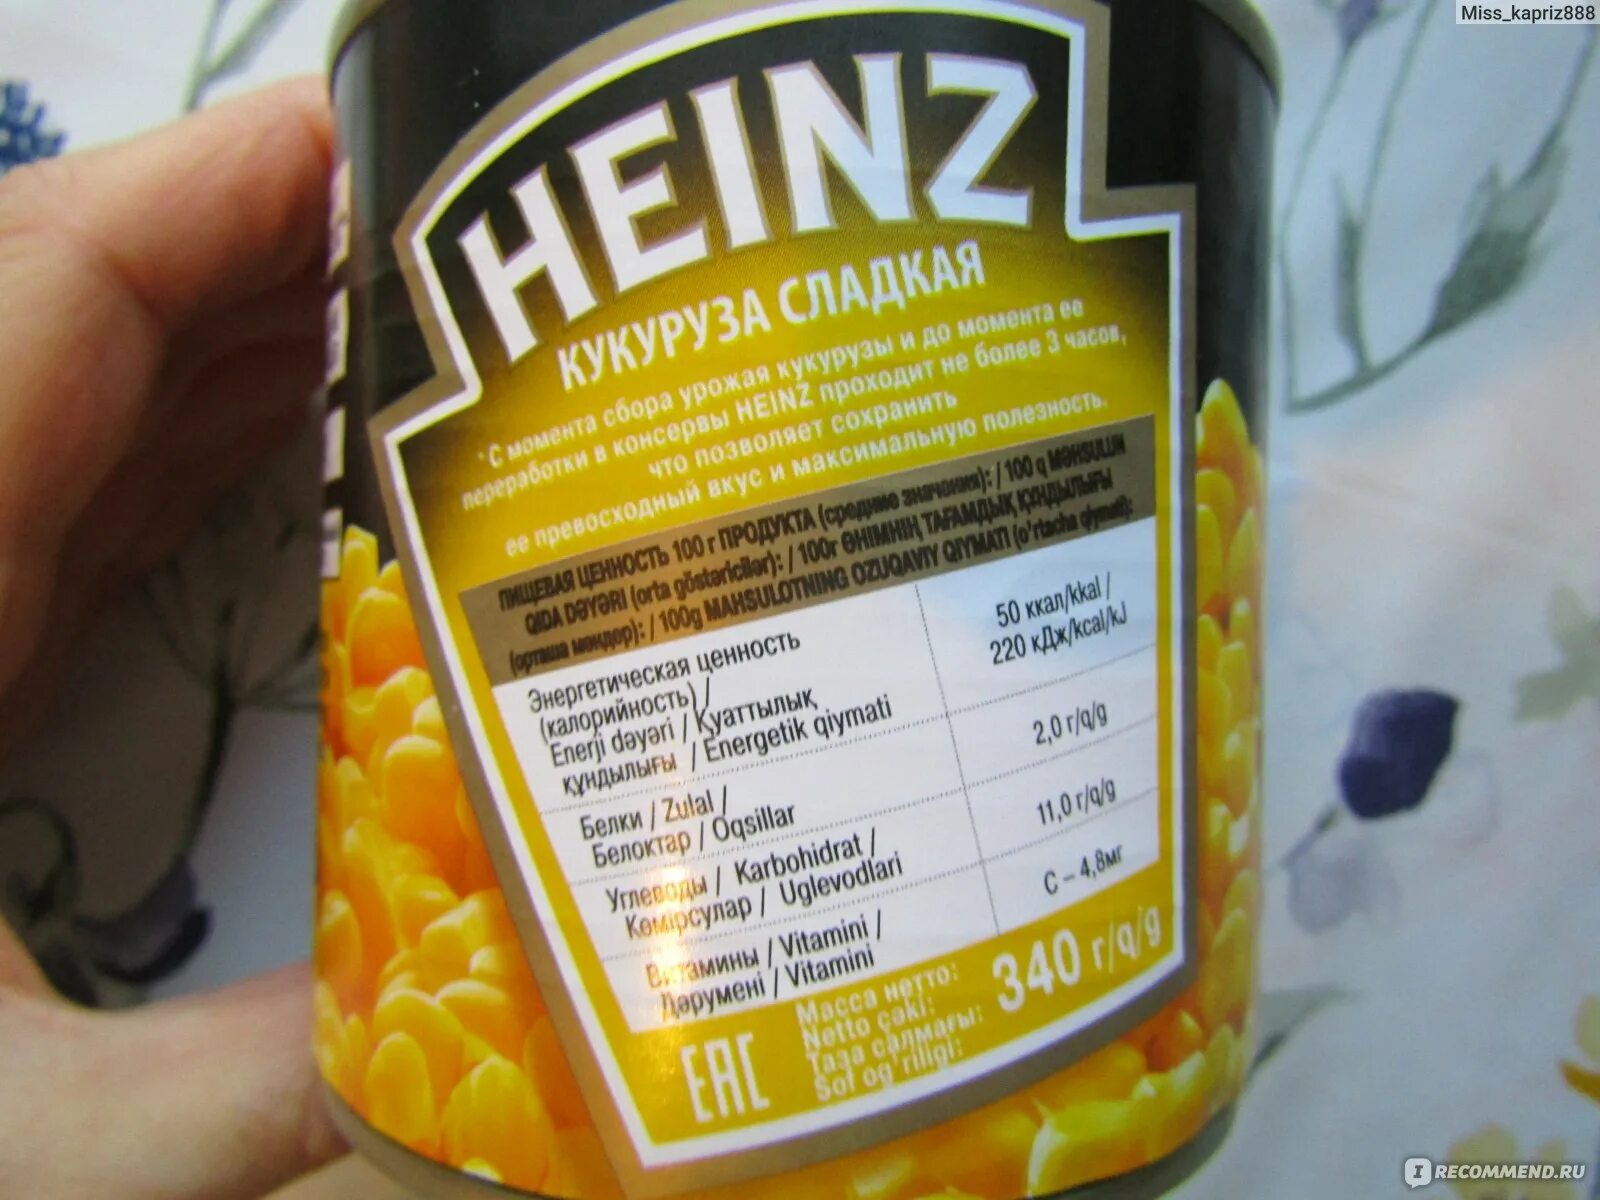 Miss_kapriz888
HEINZ
КУКУРУЗА СЛАДКАЯ
*С момента сбора урожая кукурузы и до момента ее
переработки в консервы HEINZ проходит не более 3 часов,
что позволяет сохранить
ее превосходный вкус и максимальную полезность.
ПИЩЕВАЯ ЦЕННОСТЬ 100 г ПРОДУКТА (средние значения): / 100 q MƏHSULUN
QIDA DƏYƏRİ (orta göstəricilər): / 100г ӨНІМНІҢ ТАҒАМДЫҚ ҚҰНДЫЛЫҒЫ
(орташа мәндер): / 100g MAHSULOTNING OZUQAVIY QIYMATI (o'rtacha qiymati):
Энергетическая ценность
(калорийность) /
Enerji dəyəri / Қуаттылық
құндылығы / Energetik qiymati
50 ккал/kkal /
220 кДж/kcal/kJ
Белки / Zulal /
Белоктар / Oqsillar
2,0 г/q/g
Углеводы / Karbohidrat /
Көмірсулар / Uglevodlari
11,0 г/q/g
Витамины / Vitamini /
Дәрумені / Vitamini
С – 4,8мг
Масса нетто:
Netto çəki:
Таза салмағы:
Sof og'riligi:
340 г/q/g
EAC
IRECOMMEND.RU